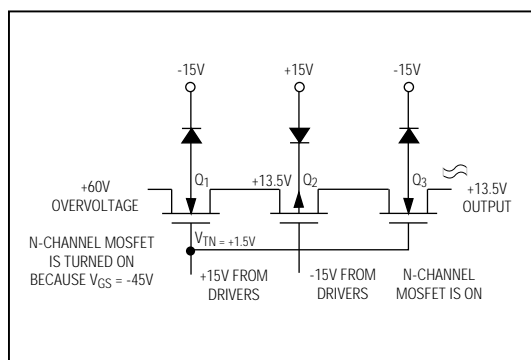 -15V
+15V
-15V
+60V
OVERVOLTAGE
Q1
+13.5V
Q2
Q3
+13.5V
OUTPUT
N-CHANNEL MOSFET
IS TURNED ON
BECAUSE VGS = -45V
VTN = +1.5V
+15V FROM
DRIVERS
-15V FROM
DRIVERS
N-CHANNEL
MOSFET IS ON